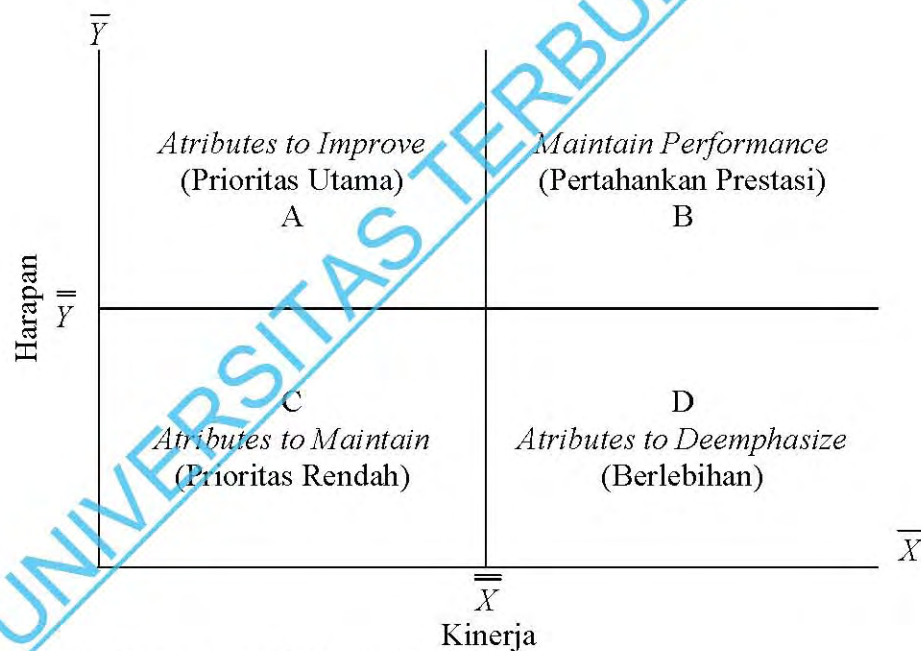 Y̅
Atributes to Improve
(Prioritas Utama)
A
Maintain Performance
(Pertahankan Prestasi)
B
Harapan
Y̿
C
Atributes to Maintain
(Prioritas Rendah)
D
Atributes to Deemphasize
(Berlebihan)
X̅
X̿
Kinerja
UNIVERSITAS TERBU